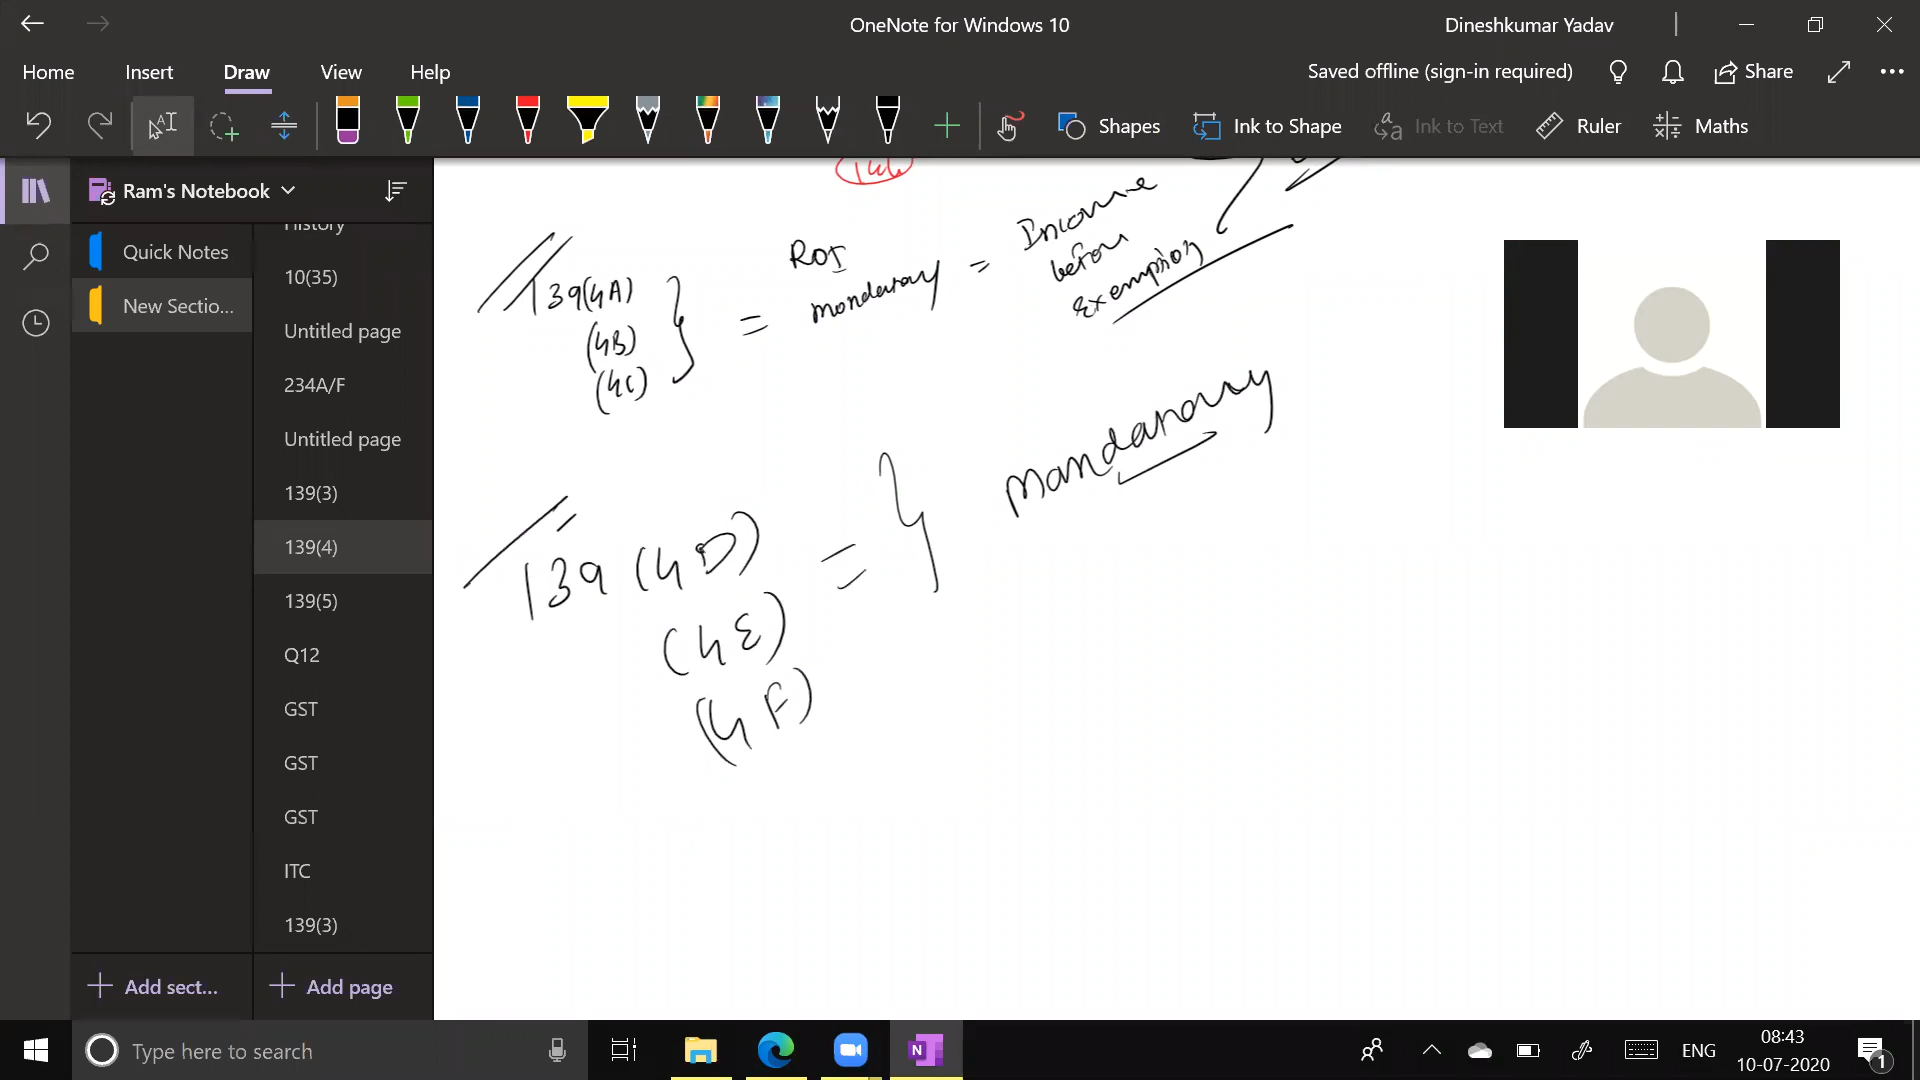 OneNote for Windows 10
Dineshkumar Yadav
Home Insert Draw View Help
Saved offline (sign-in required)
Share
Shapes
Ink to Shape
Ink to Text
Ruler
Maths
Ram's Notebook
Quick Notes
New Sectio...
History
10(35)
Untitled page
234A/F
Untitled page
139(3)
139(4)
139(5)
Q12
GST
GST
GST
ITC
139(3)
Add sect...
Add page
139(4A)
(4B)
(4C)
=
ROI
mandatory
=
Income
before
Exemption
139 (4D)
(4E)
(4F)
=
Mandatory
Type here to search
N
ENG
08:43
10-07-2020
1